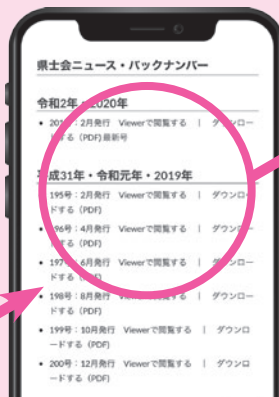 県士会ニュース・バックナンバー
令和2年・2020年
2月発行 Viewerで閲覧する | ダウンロー
ドする (PDF)最新号
成31年・令和元年・2019年
195号：2月発行 Viewerで閲覧する | ダウンロー
ドする (PDF)
196号：4月発行 Viewerで閲覧する | ダウンロー
ドする (PDF)
197号：6月発行 Viewerで閲覧する | ダウンロー
ドする (PDF)
• 198号：8月発行 Viewerで閲覧する | ダウンロー
ドする (PDF)
• 199号：10月発行 Viewerで閲覧する | ダウンロ
ードする (PDF)
• 200号：12月発行 Viewerで閲覧する | ダウンロ
ードする (PDF)